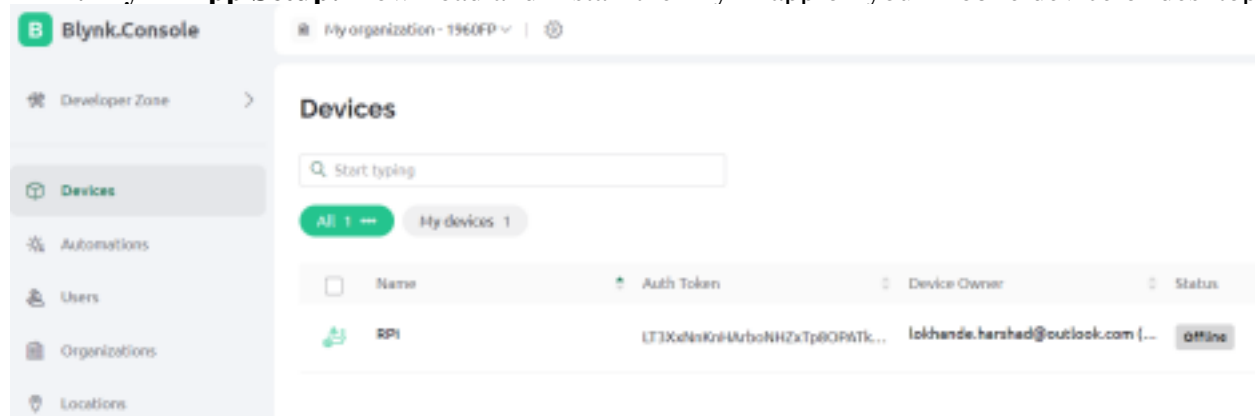 Blynk.Console
My organization - 1960FP
Developer Zone
Devices
Start typing
Devices
All 1
My devices 1
Automations
Name
Auth Token
Device Owner
Status
Users
RPI
lokhande.harshad@outlook.com (...
Offline
Organizations
Locations